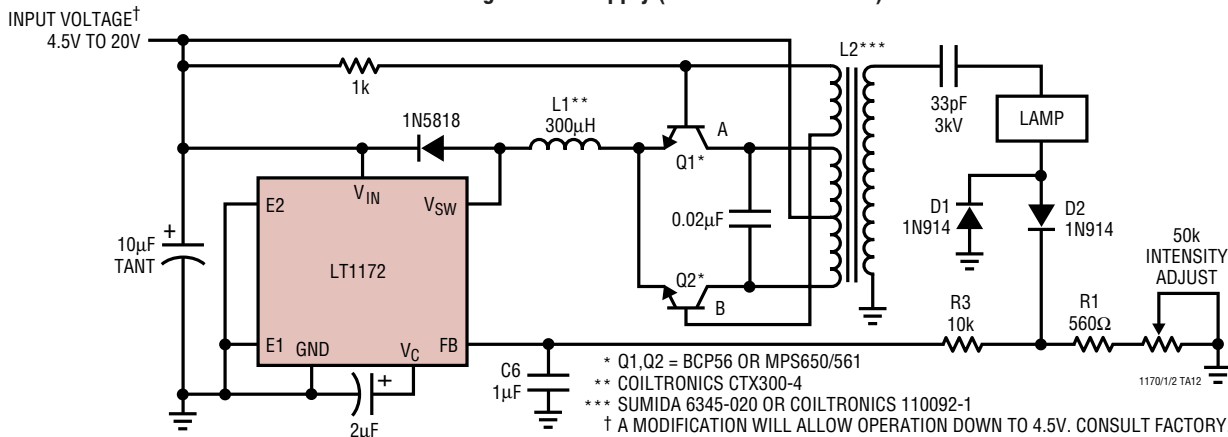 INPUT VOLTAGE†
4.5V TO 20V
1k
L2***
33pF
3kV
LAMP
1N5818
L1**
300µH
A
Q1*
VIN
E2
VSW
10µF
TANT
+
LT1172
0.02µF
D1
1N914
D2
1N914
50k
INTENSITY
ADJUST
Q2*
B
R3
10k
R1
560Ω
E1
GND
VC
FB
+
2µF
C6
1µF
* Q1,Q2 = BCP56 OR MPS650/561
** COILTRONICS CTX300-4
*** SUMIDA 6345-020 OR COILTRONICS 110092-1
† A MODIFICATION WILL ALLOW OPERATION DOWN TO 4.5V. CONSULT FACTORY
1170/1/2 TA12